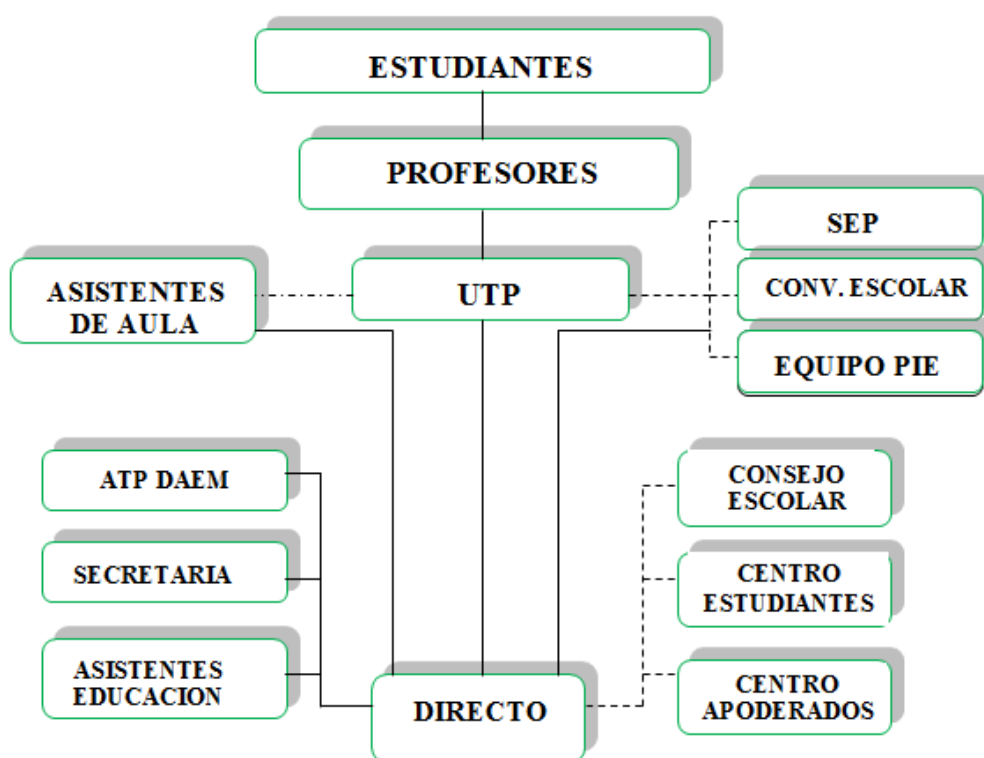 ESTUDIANTES
PROFESORES
SEP
ASISTENTES
DE AULA
UTP
CONV. ESCOLAR
EQUIPO PIE
ATP DAEM
CONSEJO
ESCOLAR
SECRETARIA
CENTRO
ESTUDIANTES
ASISTENTES
EDUCACION
DIRECTO
CENTRO
APODERADOS